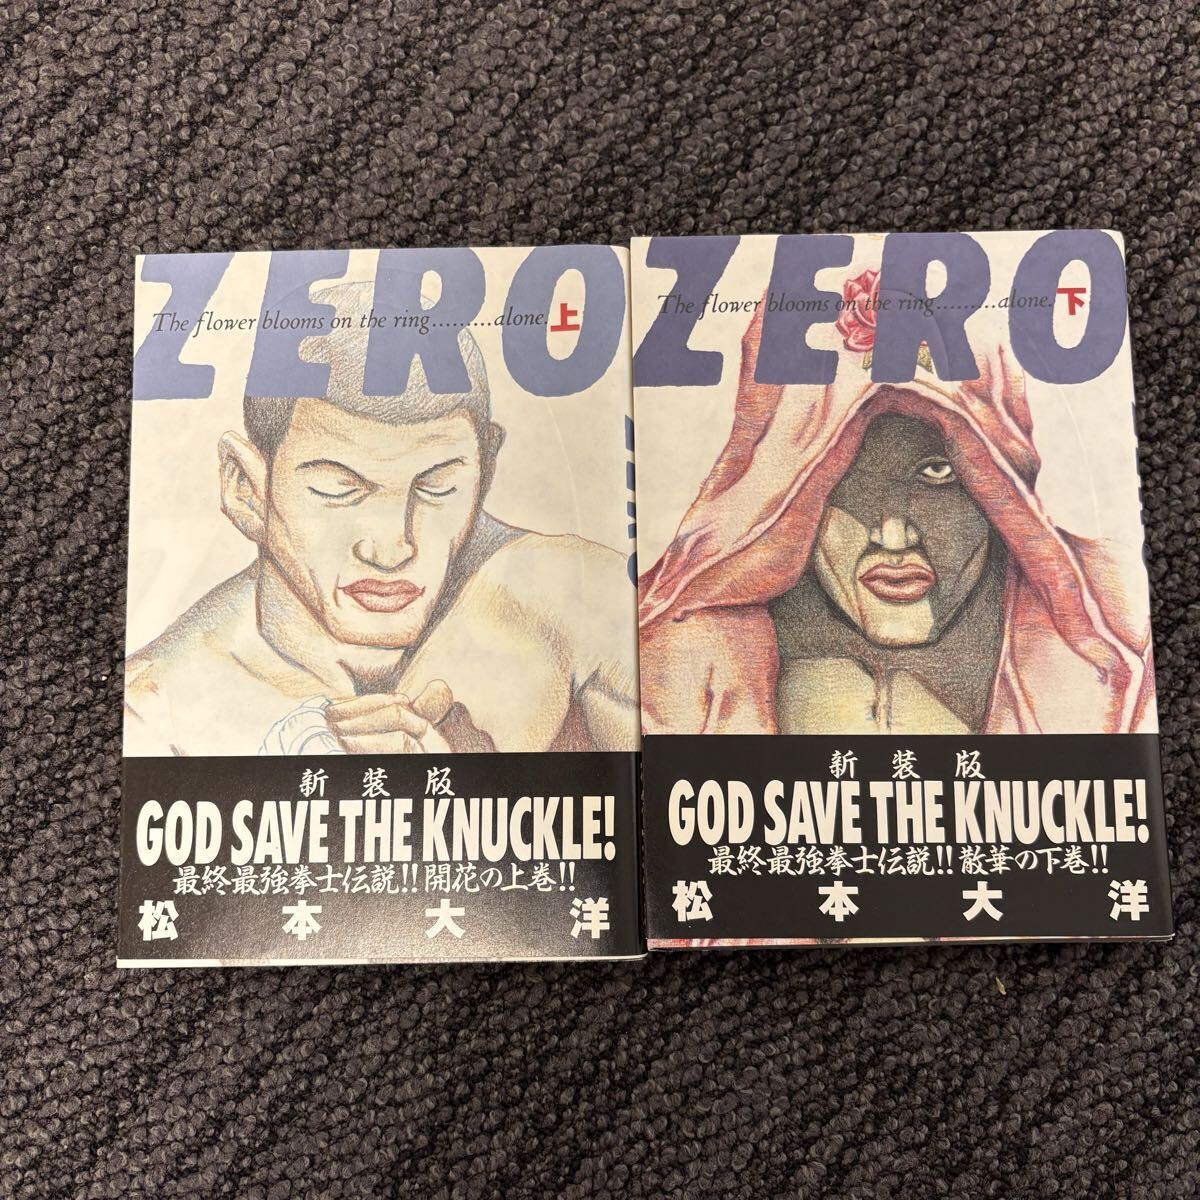 ZERO
The flower blooms on the ring.........alone.
上
新装版
GOD SAVE THE KNUCKLE!
最終最強拳士伝説!!開花の上巻!!
松本大洋
ZERO
The flower blooms on the ring.........alone.
下
新装版
GOD SAVE THE KNUCKLE!
最終最強拳士伝説!!散華の下巻!!
松本大洋